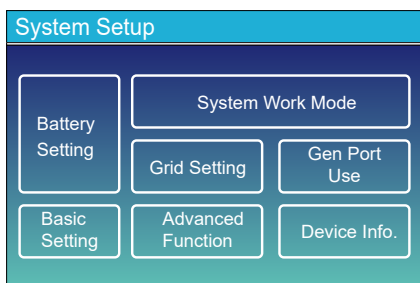 System Setup
Battery
Setting
System Work Mode
Grid Setting
Gen Port
Use
Basic
Setting
Advanced
Function
Device Info.